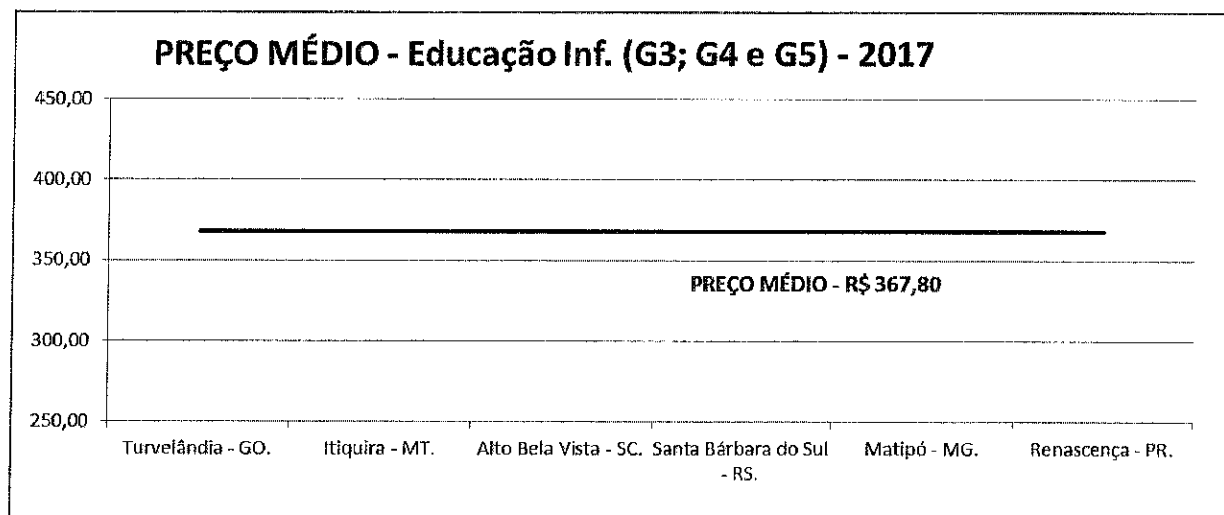 PREÇO MÉDIO - Educação Inf. (G3; G4 e G5) - 2017
450,00
400,00
350,00
PREÇO MÉDIO - R$ 367,80
300,00
250,00
Turvelândia - GO.
Itiquira - MT.
Alto Bela Vista - SC.
Santa Bárbara do Sul
- RS.
Matipó - MG.
Renascença - PR.